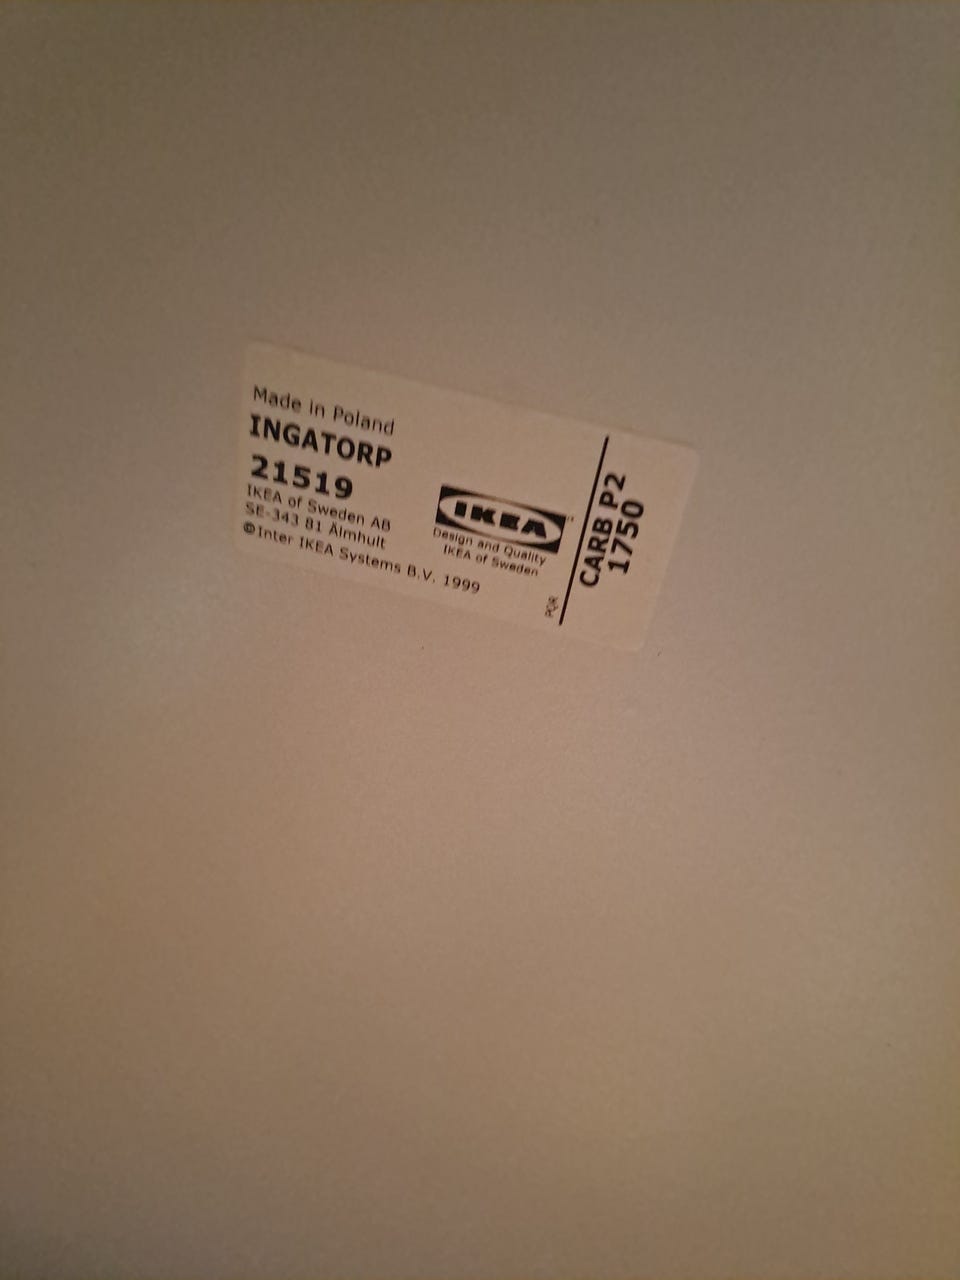 Made in Poland
INGATORP
21519
IKEA of Sweden AB
SE-343 81 Älmhult
©Inter IKEA Systems B.V. 1999
IKEA
Design and Quality
IKEA of Sweden
PQR
CARB P2
1750